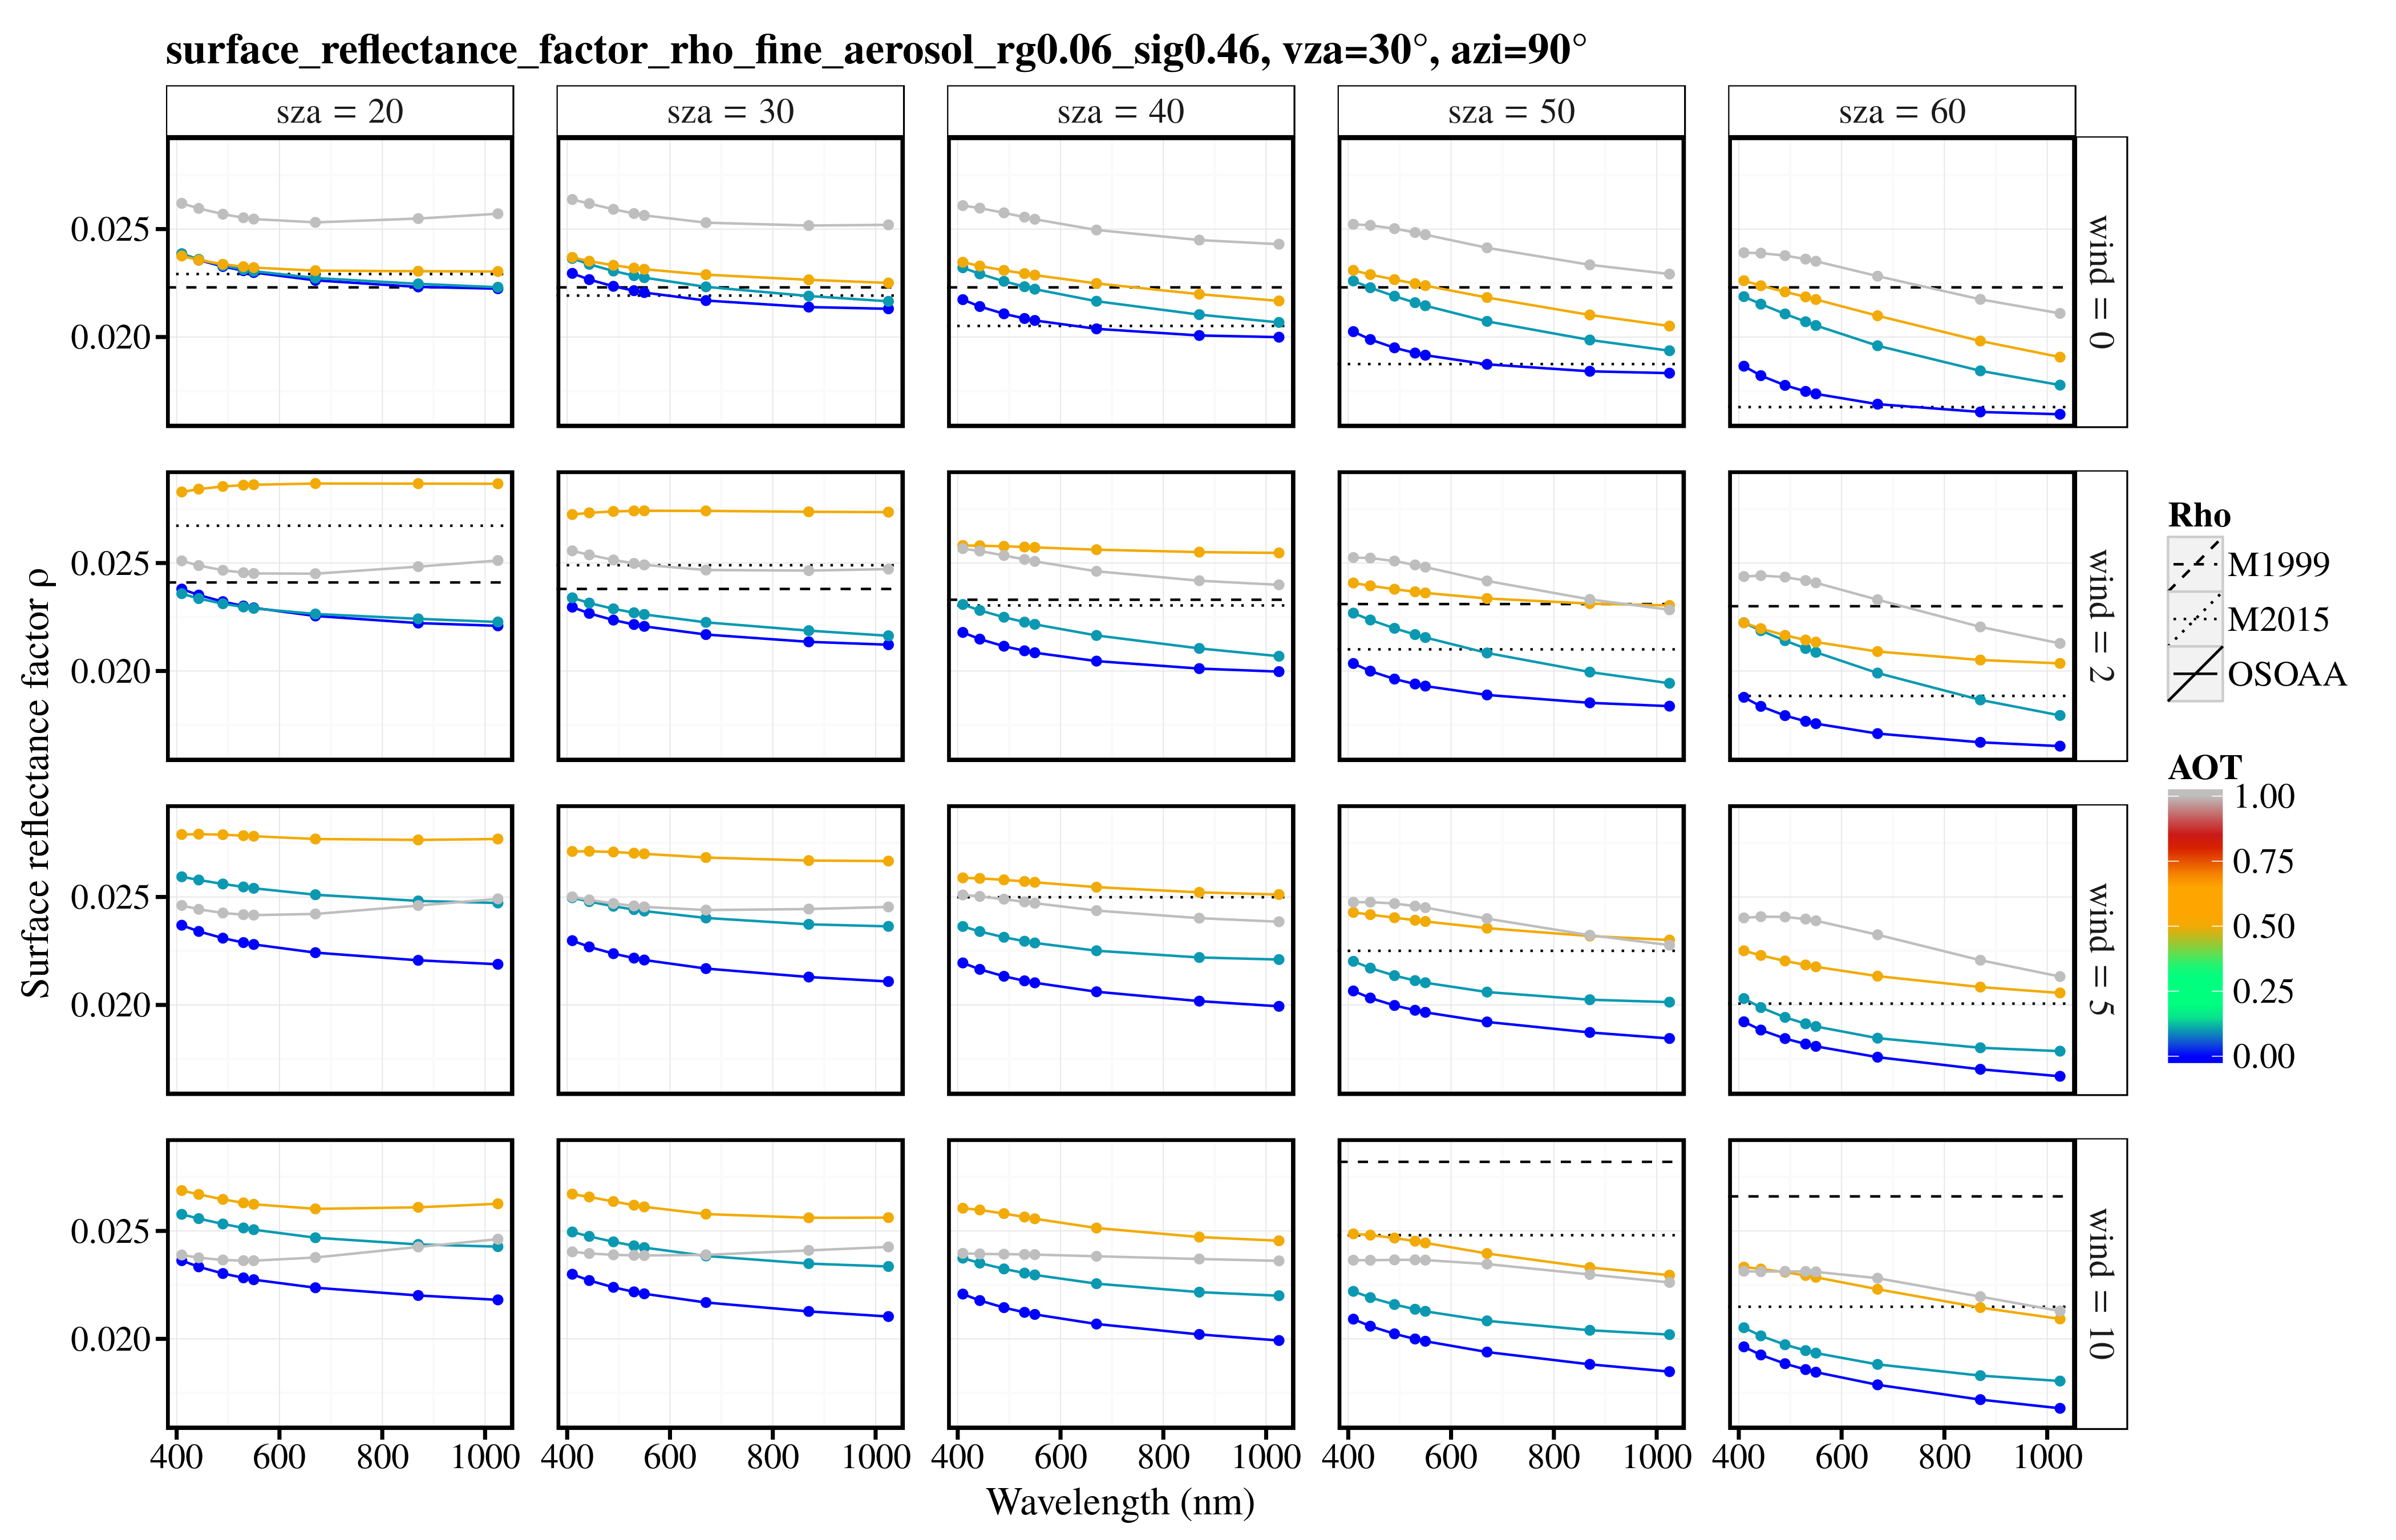 surface_reflectance_factor_rho_fine_aerosol_rg0.06_sig0.46, vza=30°, azi=90°
sza = 20
sza = 30
sza = 40
sza = 50
sza = 60
0.025
0.020
wind = 0
0.025
0.020
wind = 2
0.025
0.020
wind = 5
0.025
0.020
wind = 10
Surface reflectance factor ρ
400 600 800 1000
400 600 800 1000
400 600 800 1000
400 600 800 1000
400 600 800 1000
Wavelength (nm)
Rho
M1999
M2015
OSOAA
AOT
1.00
0.75
0.50
0.25
0.00